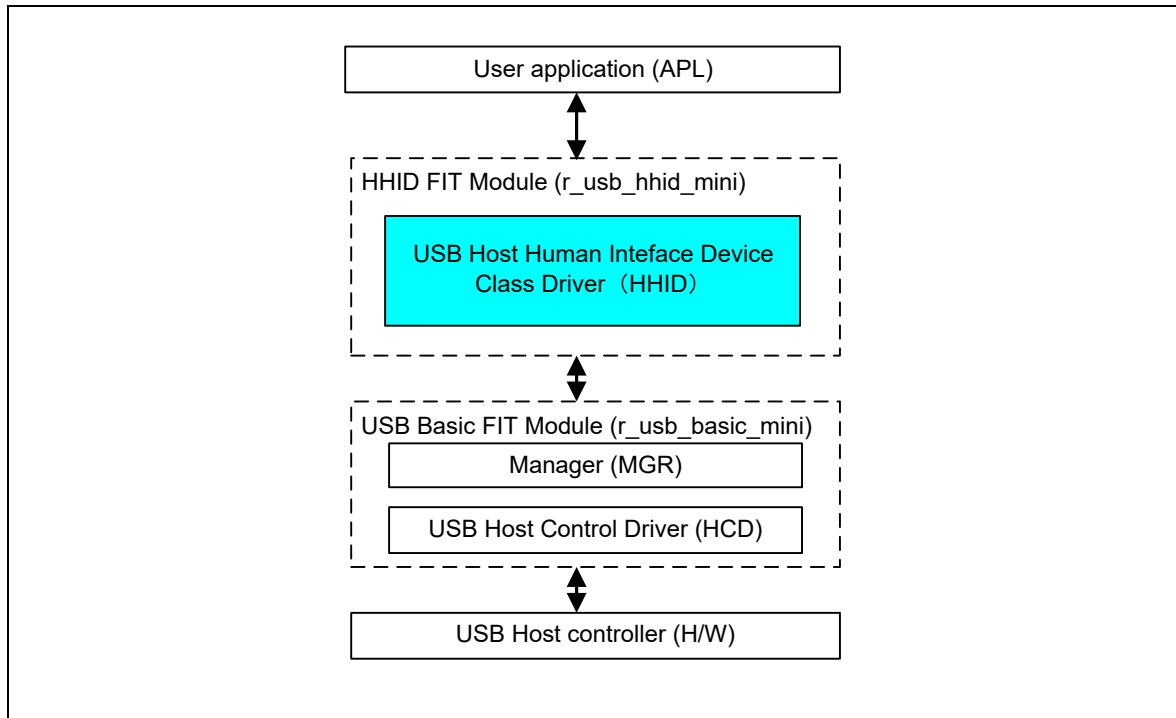 User application (APL)
HHID FIT Module (r_usb_hhid_mini)
USB Host Human Inteface Device
Class Driver（HHID）
USB Basic FIT Module (r_usb_basic_mini)
Manager (MGR)
USB Host Control Driver (HCD)
USB Host controller (H/W)